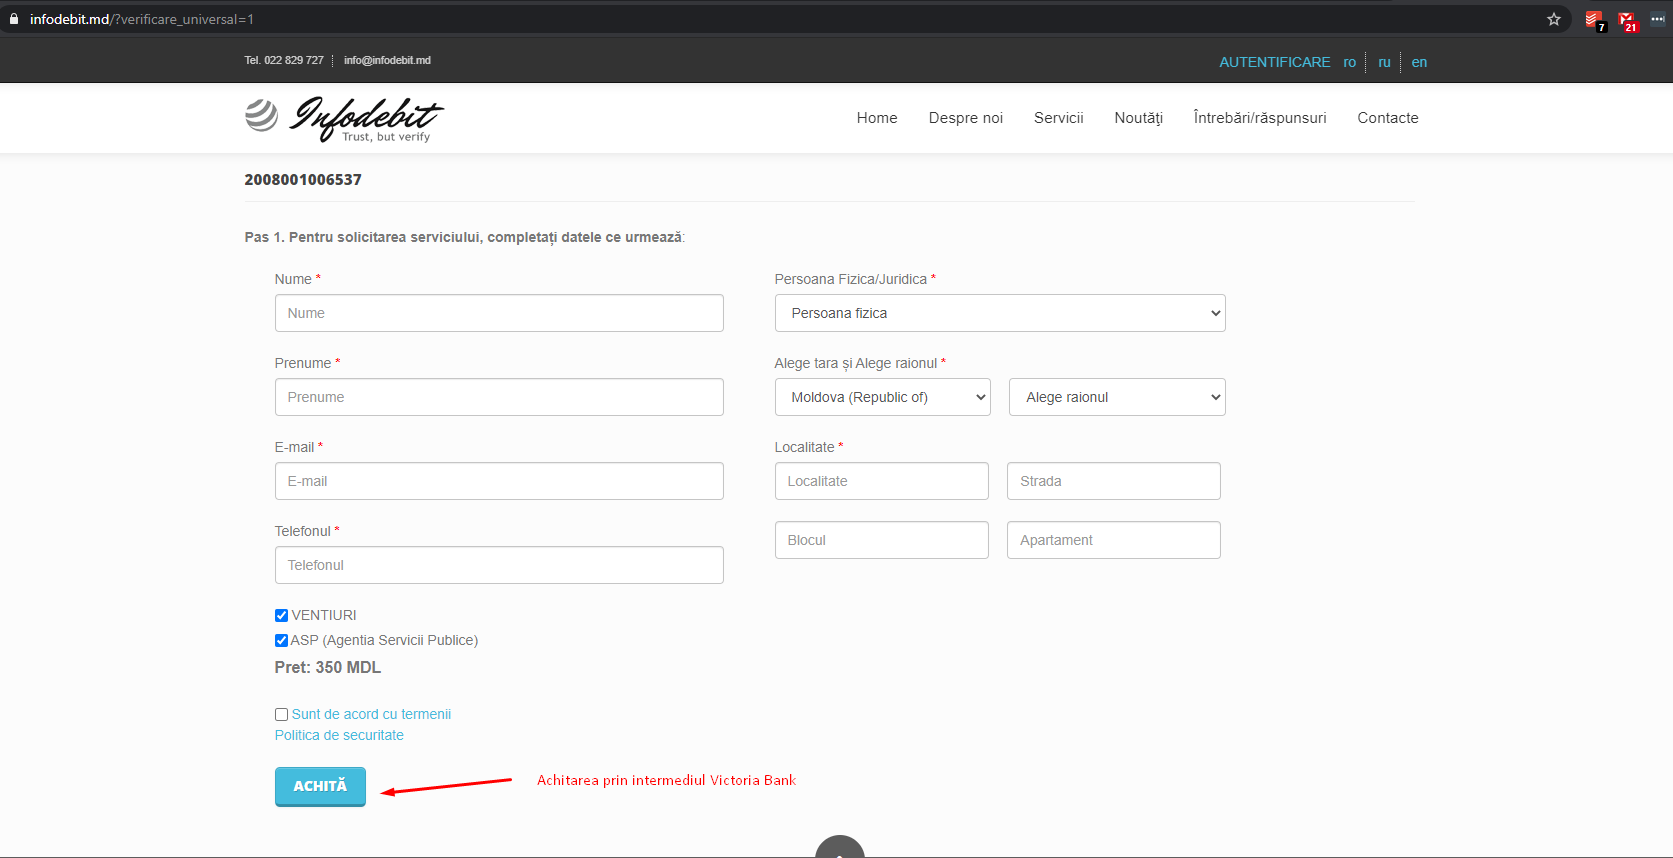 infodebit.md/?verificare_universal=1
7
21
Tel. 022 829 727
info@infodebit.md
AUTENTIFICARE ro ru en
Infodebit
Trust, but verify
Home Despre noi Servicii Noutăți Întrebări/răspunsuri Contacte
2008001006537
Pas 1. Pentru solicitarea serviciului, completați datele ce urmează:
Nume *
Nume
Persoana Fizica/Juridica *
Persoana fizica
Prenume *
Prenume
Alege tara și Alege raionul *
Moldova (Republic of)
Alege raionul
E-mail *
E-mail
Localitate *
Localitate
Strada
Telefonul *
Telefonul
Blocul
Apartament
VENTIURI
ASP (Agentia Servicii Publice)
Pret: 350 MDL
Sunt de acord cu termenii
Politica de securitate
ACHITĂ
Achitarea prin intermediul Victoria Bank